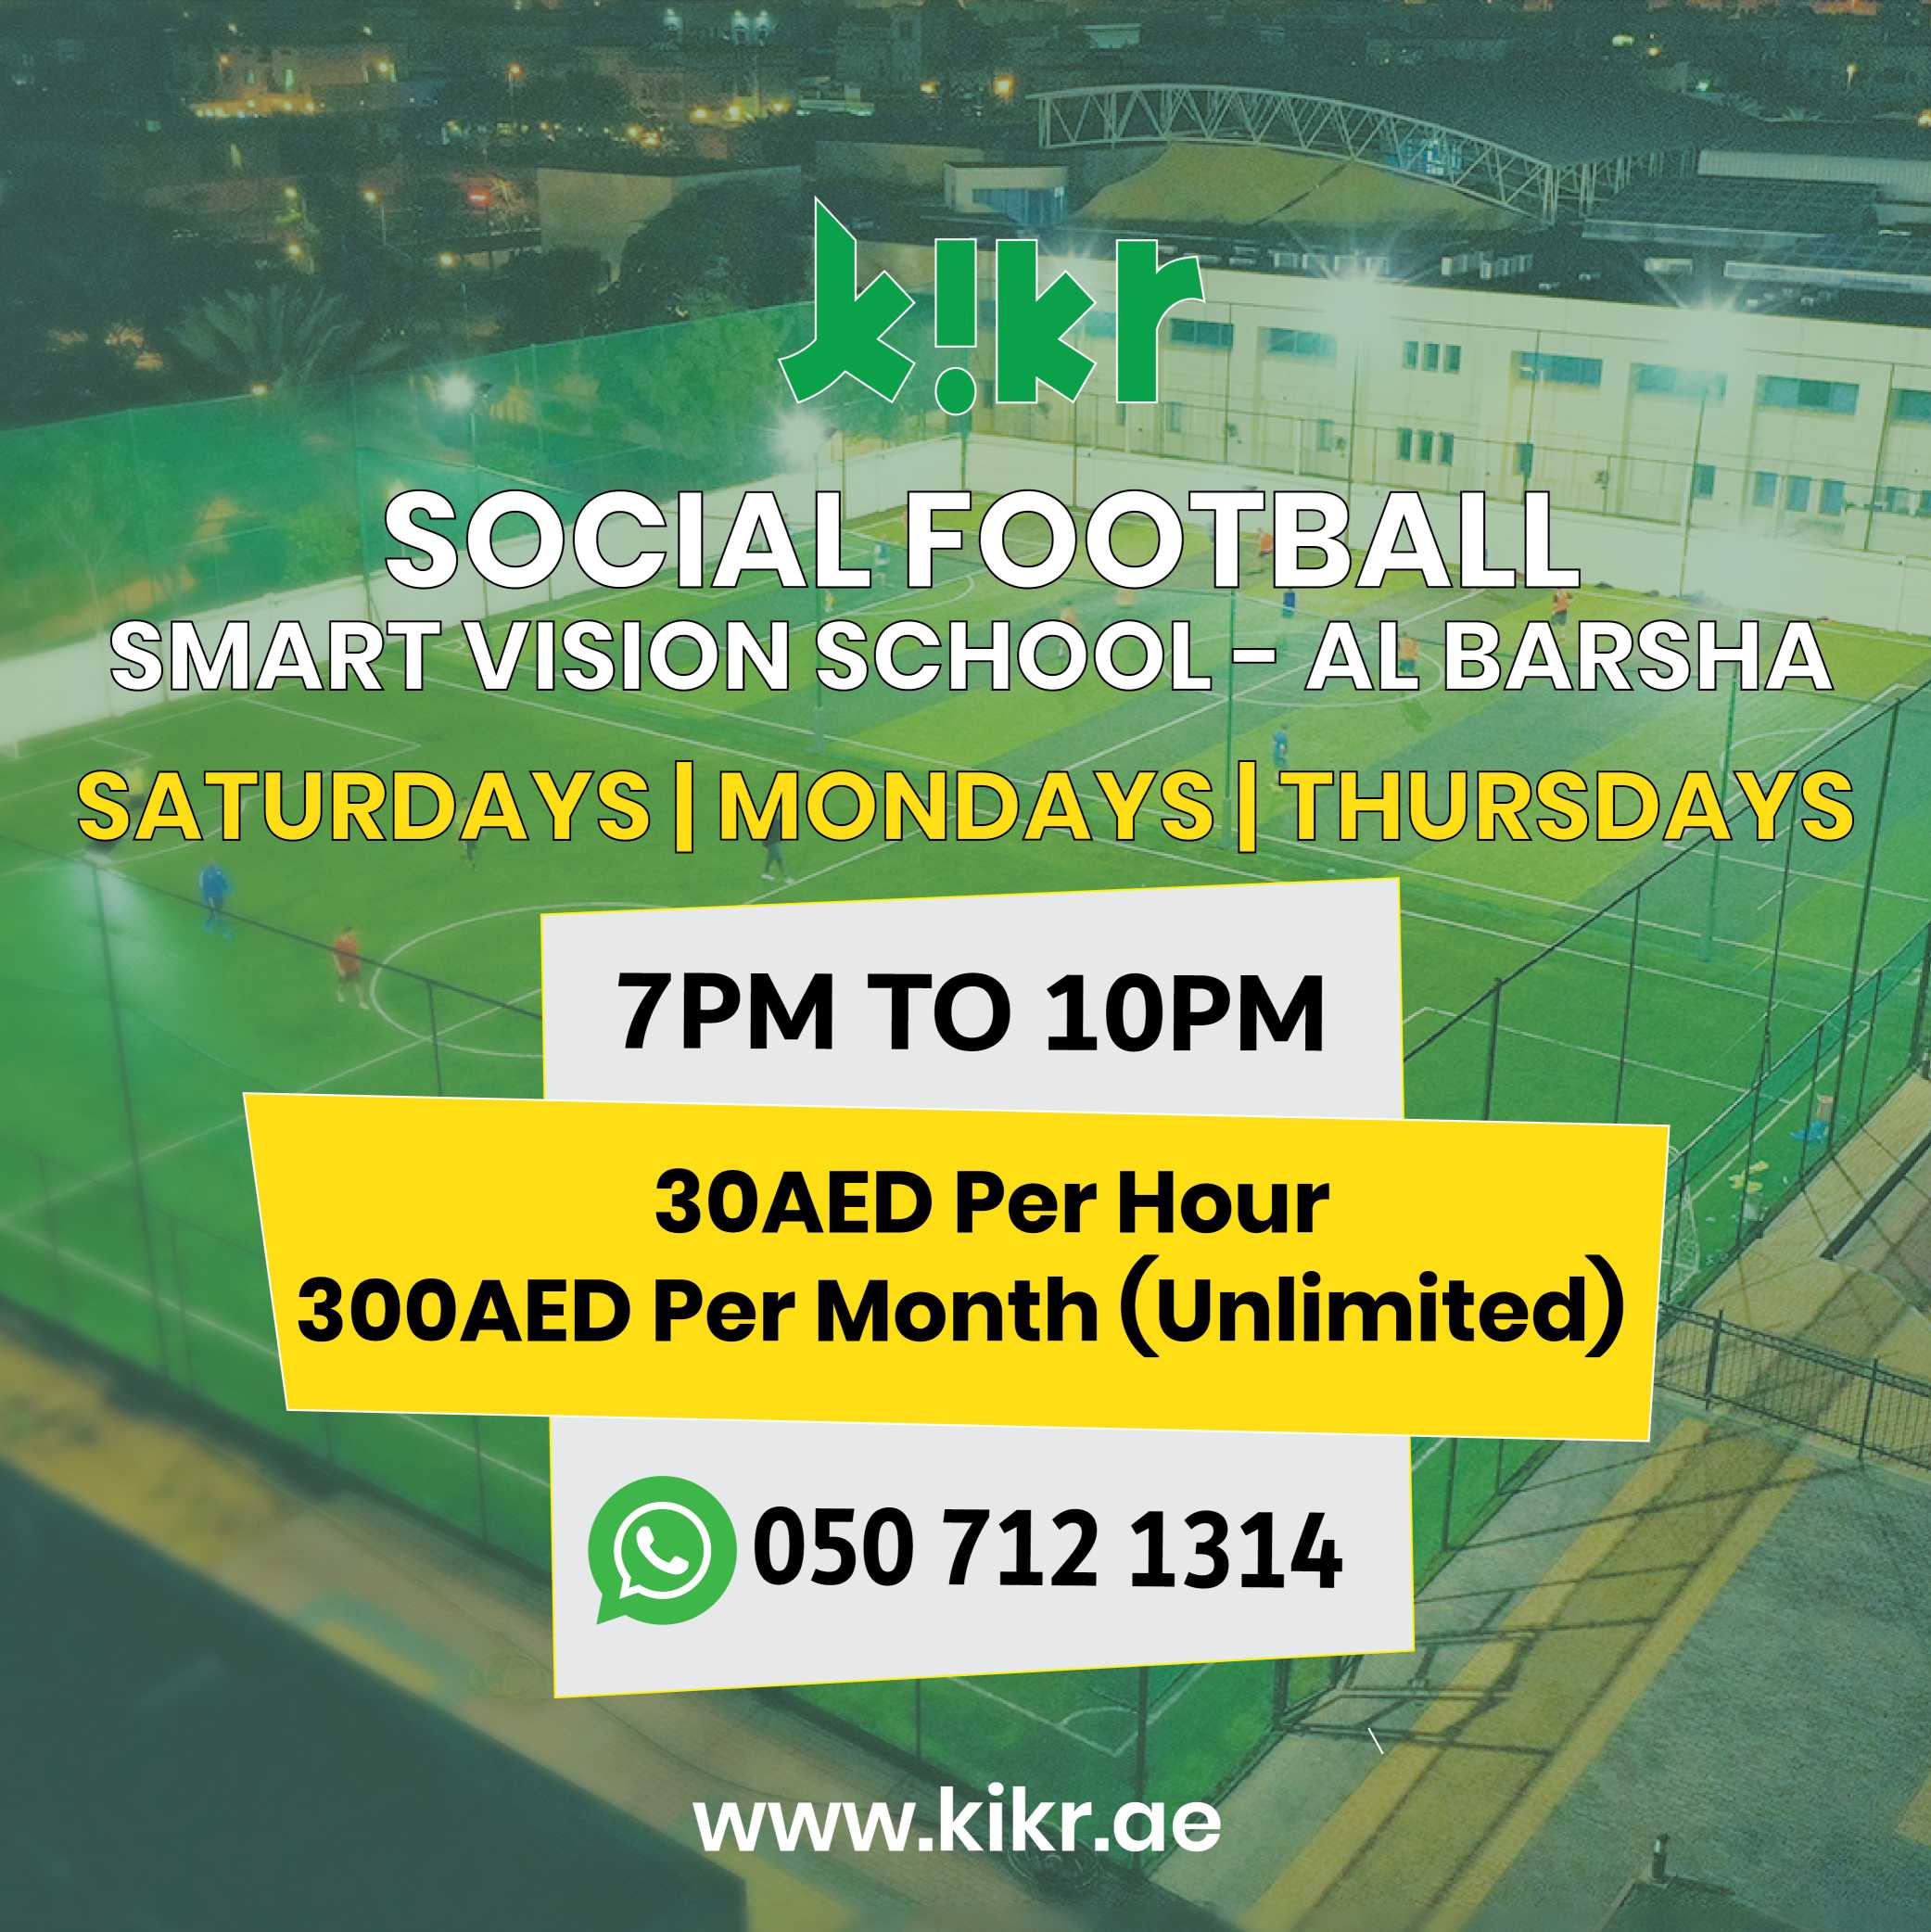 kikr
SOCIAL FOOTBALL
SMART VISION SCHOOL - AL BARSHA
SATURDAYS | MONDAYS | THURSDAYS
7PM TO 10PM
30AED Per Hour
300AED Per Month (Unlimited)
050 712 1314
www.kikr.ae